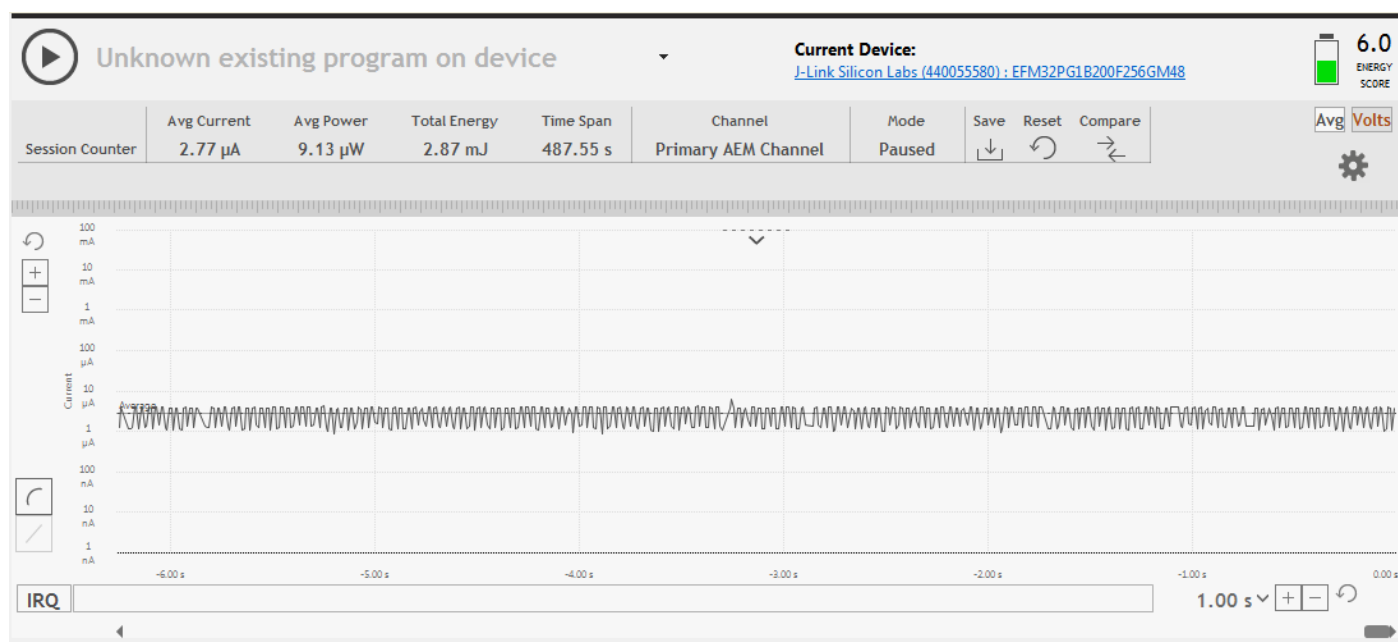 Unknown existing program on device
Current Device:
J-Link Silicon Labs (440055580) : EFM32PG1B200F256GM48
6.0
ENERGY
SCORE
Avg Current Avg Power Total Energy Time Span Channel Mode Save Reset Compare
Session Counter 2.77 µA 9.13 µW 2.87 mJ 487.55 s Primary AEM Channel Paused
Avg Volts
100
mA
10
mA
1
mA
100
µA
10
µA
1
µA
100
nA
10
nA
1
nA
Current
Average
-6.00 s -5.00 s -4.00 s -3.00 s -2.00 s -1.00 s 0.00 s
IRQ 1.00 s